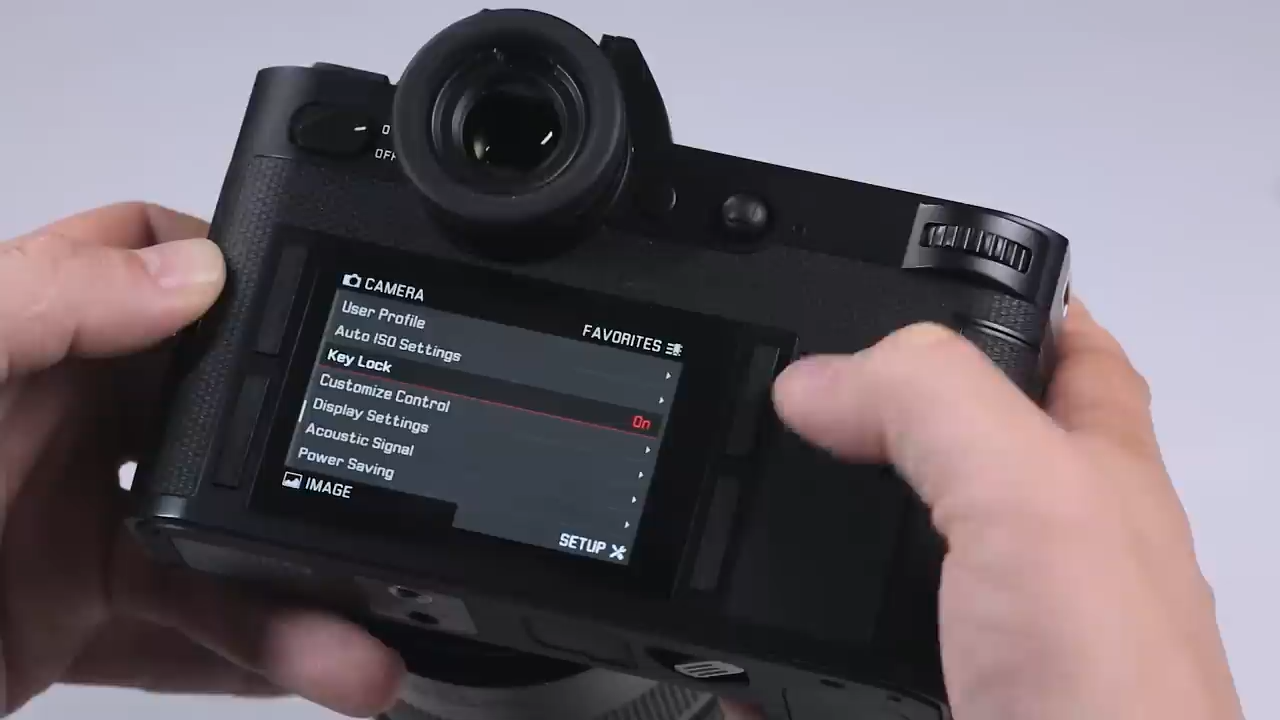 O
OFF
CAMERA
FAVORITES
User Profile
Auto ISO Settings
Key Lock On
Customize Control
Display Settings
Acoustic Signal
Power Saving
IMAGE
SETUP